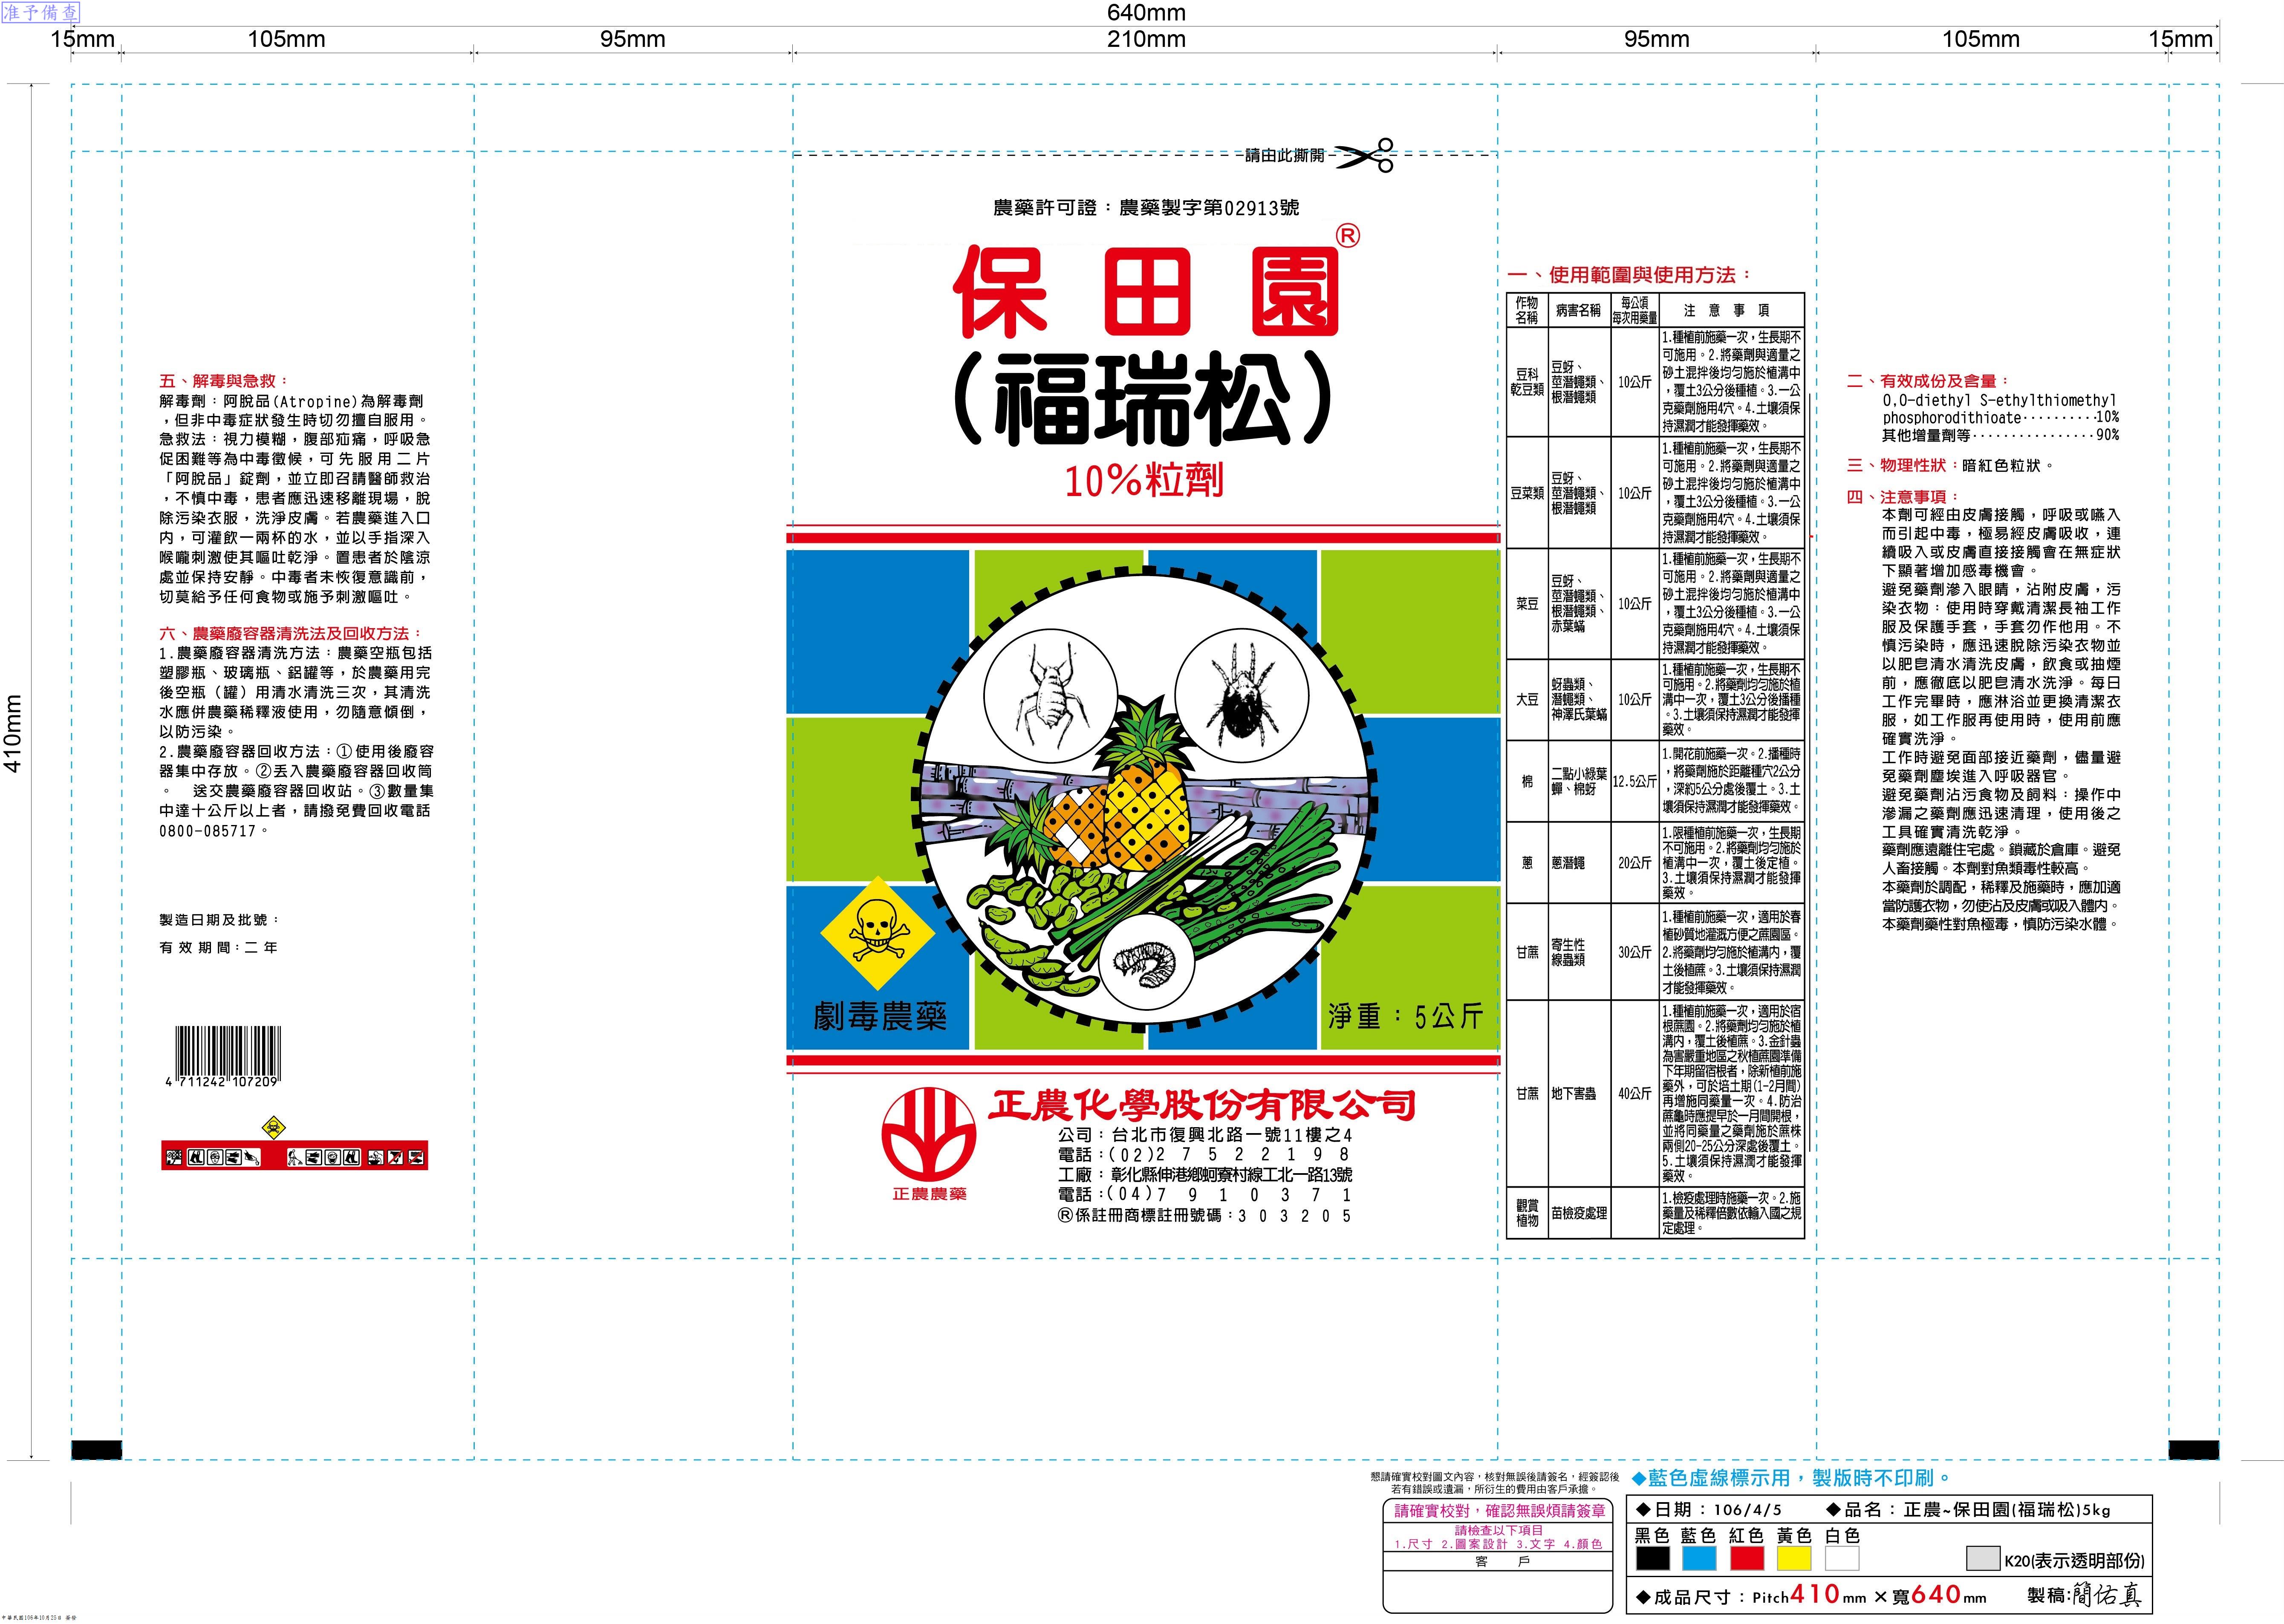 准予備查
640mm
15mm 105mm 95mm 210mm 95mm 105mm 15mm
410mm
請由此撕開
農藥許可證：農藥製字第02913號
保田園®
(福瑞松)
10%粒劑
劇毒農藥
淨重：5公斤
正農農藥
正農化學股份有限公司
公司：台北市復興北路一號11樓之4
電話：(02)27522198
工廠：彰化縣伸港鄉蚵寮村線工北一路13號
電話：(04)7910371
®係註冊商標註冊號碼：303205
一、使用範圍與使用方法：
作物名稱 病害名稱 每公頃每次用藥量 注意事項
豆科乾豆類 豆蚜、莖潛蠅類、根潛蠅類 10公斤
1.種植前施藥一次，生長期不
可施用。2.將藥劑與適量之
砂土混拌後均勻施於植溝中
，覆土3公分後種植。3.一公
克藥劑施用4穴。4.土壤須保
持濕潤才能發揮藥效。
豆菜類 豆蚜、莖潛蠅類、根潛蠅類 10公斤
1.種植前施藥一次，生長期不
可施用。2.將藥劑與適量之
砂土混拌後均勻施於植溝中
，覆土3公分後種植。3.一公
克藥劑施用4穴。4.土壤須保
持濕潤才能發揮藥效。
菜豆 豆蚜、莖潛蠅類、根潛蠅類、赤葉蟎 10公斤
1.種植前施藥一次，生長期不
可施用。2.將藥劑與適量之
砂土混拌後均勻施於植溝中
，覆土3公分後種植。3.一公
克藥劑施用4穴。4.土壤須保
持濕潤才能發揮藥效。
大豆 蚜蟲類、潛蠅類、神澤氏葉蟎 10公斤
1.種植前施藥一次，生長期不
可施用。2.將藥劑均勻施於植
溝中一次，覆土3公分後播種
。3.土壤須保持濕潤才能發揮
藥效。
棉 二點小綠葉蟬、棉蚜 12.5公斤
1.開花前施藥一次。2.播種時
，將藥劑施於距離種穴2公分
，深約5公分處後覆土。3.土
壤須保持濕潤才能發揮藥效。
蔥 蔥潛蠅 20公斤
1.限種植前施藥一次，生長期
不可施用。2.將藥劑均勻施於
植溝中一次，覆土後定植。
3.土壤須保持濕潤才能發揮
藥效。
甘蔗 寄生性線蟲類 30公斤
1.種植前施藥一次，適用於春
植砂質地灌溉方便之蔗園區。
2.將藥劑均勻施於植溝內，覆
土後植蔗。3.土壤須保持濕潤
才能發揮藥效。
甘蔗 地下害蟲 40公斤
1.種植前施藥一次，適用於宿
根蔗園。2.將藥劑均勻施於植
溝內，覆土後植蔗。3.金針蟲
為害嚴重地區之秋植蔗園準備
下年期留宿根者，除新植前施
藥外，可於培土期(1-2月間)
再增施同藥量一次。4.防治
蔗龜時應提早於一月間開根，
並將同藥量之藥劑施於蔗株
兩側20-25公分深處後覆土。
5.土壤須保持濕潤才能發揮
藥效。
觀賞植物 苗檢疫處理
1.檢疫處理時施藥一次。2.施
藥量及稀釋倍數依輸入國之規
定處理。
二、有效成份及含量：
O,O-diethyl S-ethylthiomethyl
phosphorodithioate··········10%
其他增量劑等················90%
三、物理性狀：暗紅色粒狀。
四、注意事項：
本劑可經由皮膚接觸，呼吸或嚥入
而引起中毒，極易經皮膚吸收，連
續吸入或皮膚直接接觸會在無症狀
下顯著增加感毒機會。
避免藥劑滲入眼睛，沾附皮膚，污
染衣物：使用時穿戴清潔長袖工作
服及保護手套，手套勿作他用。不
慎污染時，應迅速脫除污染衣物並
以肥皂清水清洗皮膚，飲食或抽煙
前，應徹底以肥皂清水洗淨。每日
工作完畢時，應淋浴並更換清潔衣
服，如工作服再使用時，使用前應
確實洗淨。
工作時避免面部接近藥劑，儘量避
免藥劑塵埃進入呼吸器官。
避免藥劑沾污食物及飼料：操作中
滲漏之藥劑應迅速清理，使用後之
工具確實清洗乾淨。
藥劑應遠離住宅處。鎖藏於倉庫。避免
人畜接觸。本劑對魚類毒性較高。
本藥劑於調配，稀釋及施藥時，應加適
當防護衣物，勿使沾及皮膚或吸入體內。
本藥劑藥性對魚極毒，慎防污染水體。
五、解毒與急救：
解毒劑：阿脫品(Atropine)為解毒劑
，但非中毒症狀發生時切勿擅自服用。
急救法：視力模糊，腹部疝痛，呼吸急
促困難等為中毒徵候，可先服用二片
「阿脫品」錠劑，並立即召請醫師救治
，不慎中毒，患者應迅速移離現場，脫
除污染衣服，洗淨皮膚。若農藥進入口
內，可灌飲一兩杯的水，並以手指深入
喉嚨刺激使其嘔吐乾淨。置患者於陰涼
處並保持安靜。中毒者未恢復意識前，
切莫給予任何食物或施予刺激嘔吐。
六、農藥廢容器清洗法及回收方法：
1.農藥廢容器清洗方法：農藥空瓶包括
塑膠瓶、玻璃瓶、鋁罐等，於農藥用完
後空瓶（罐）用清水清洗三次，其清洗
水應併農藥稀釋液使用，勿隨意傾倒，
以防污染。
2.農藥廢容器回收方法：①使用後廢容
器集中存放。②丟入農藥廢容器回收筒
。 送交農藥廢容器回收站。③數量集
中達十公斤以上者，請撥免費回收電話
0800-085717。
製造日期及批號：
有效期間：二年
4 711242 107209
懇請確實校對圖文內容，核對無誤後請簽名，經簽認後
若有錯誤或遺漏，所衍生的費用由客戶承擔。
請確實校對，確認無誤煩請簽章
請檢查以下項目
1.尺寸 2.圖案設計 3.文字 4.顏色
客 戶
◆藍色虛線標示用，製版時不印刷。
◆日期：106/4/5 ◆品名：正農~保田園(福瑞松)5kg
黑色 藍色 紅色 黃色 白色
K20(表示透明部份)
◆成品尺寸：Pitch410mm×寬640mm 製稿:簡佑真
中華民國106年10月20日